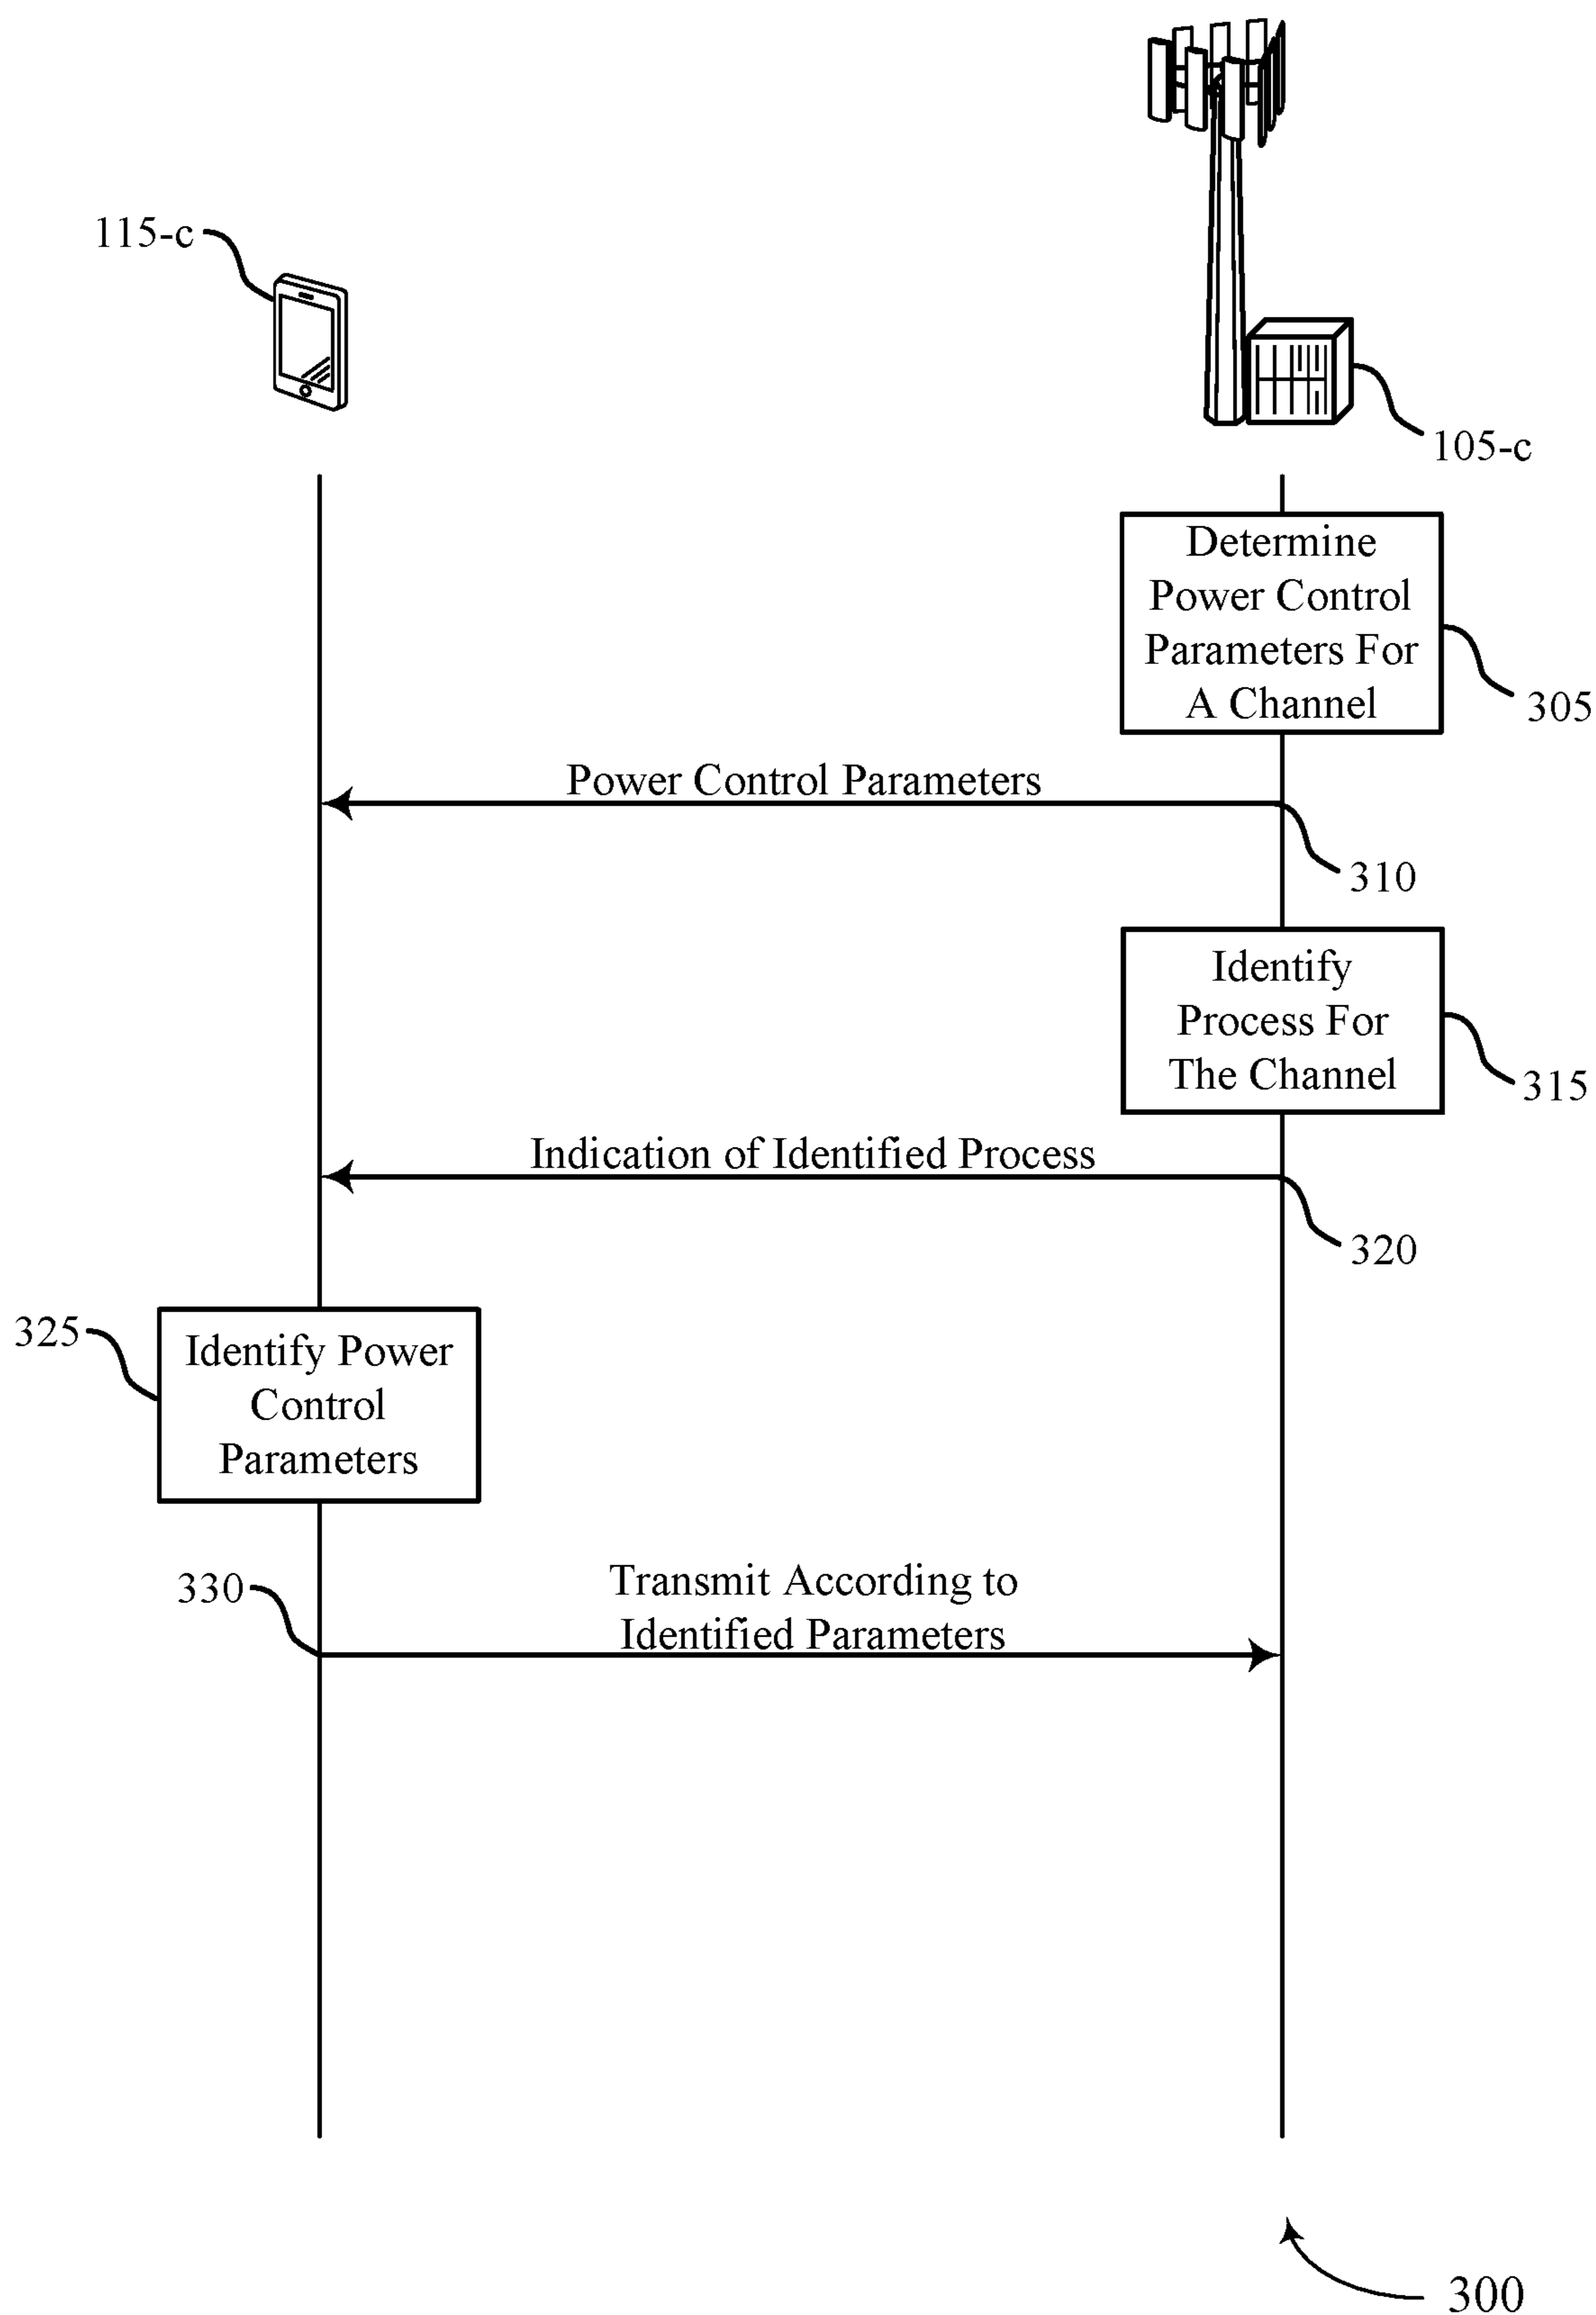 115-c
105-c
Determine
Power Control
Parameters For
A Channel
305
Power Control Parameters
310
Identify
Process For
The Channel
315
Indication of Identified Process
320
325
Identify Power
Control
Parameters
330
Transmit According to
Identified Parameters
300